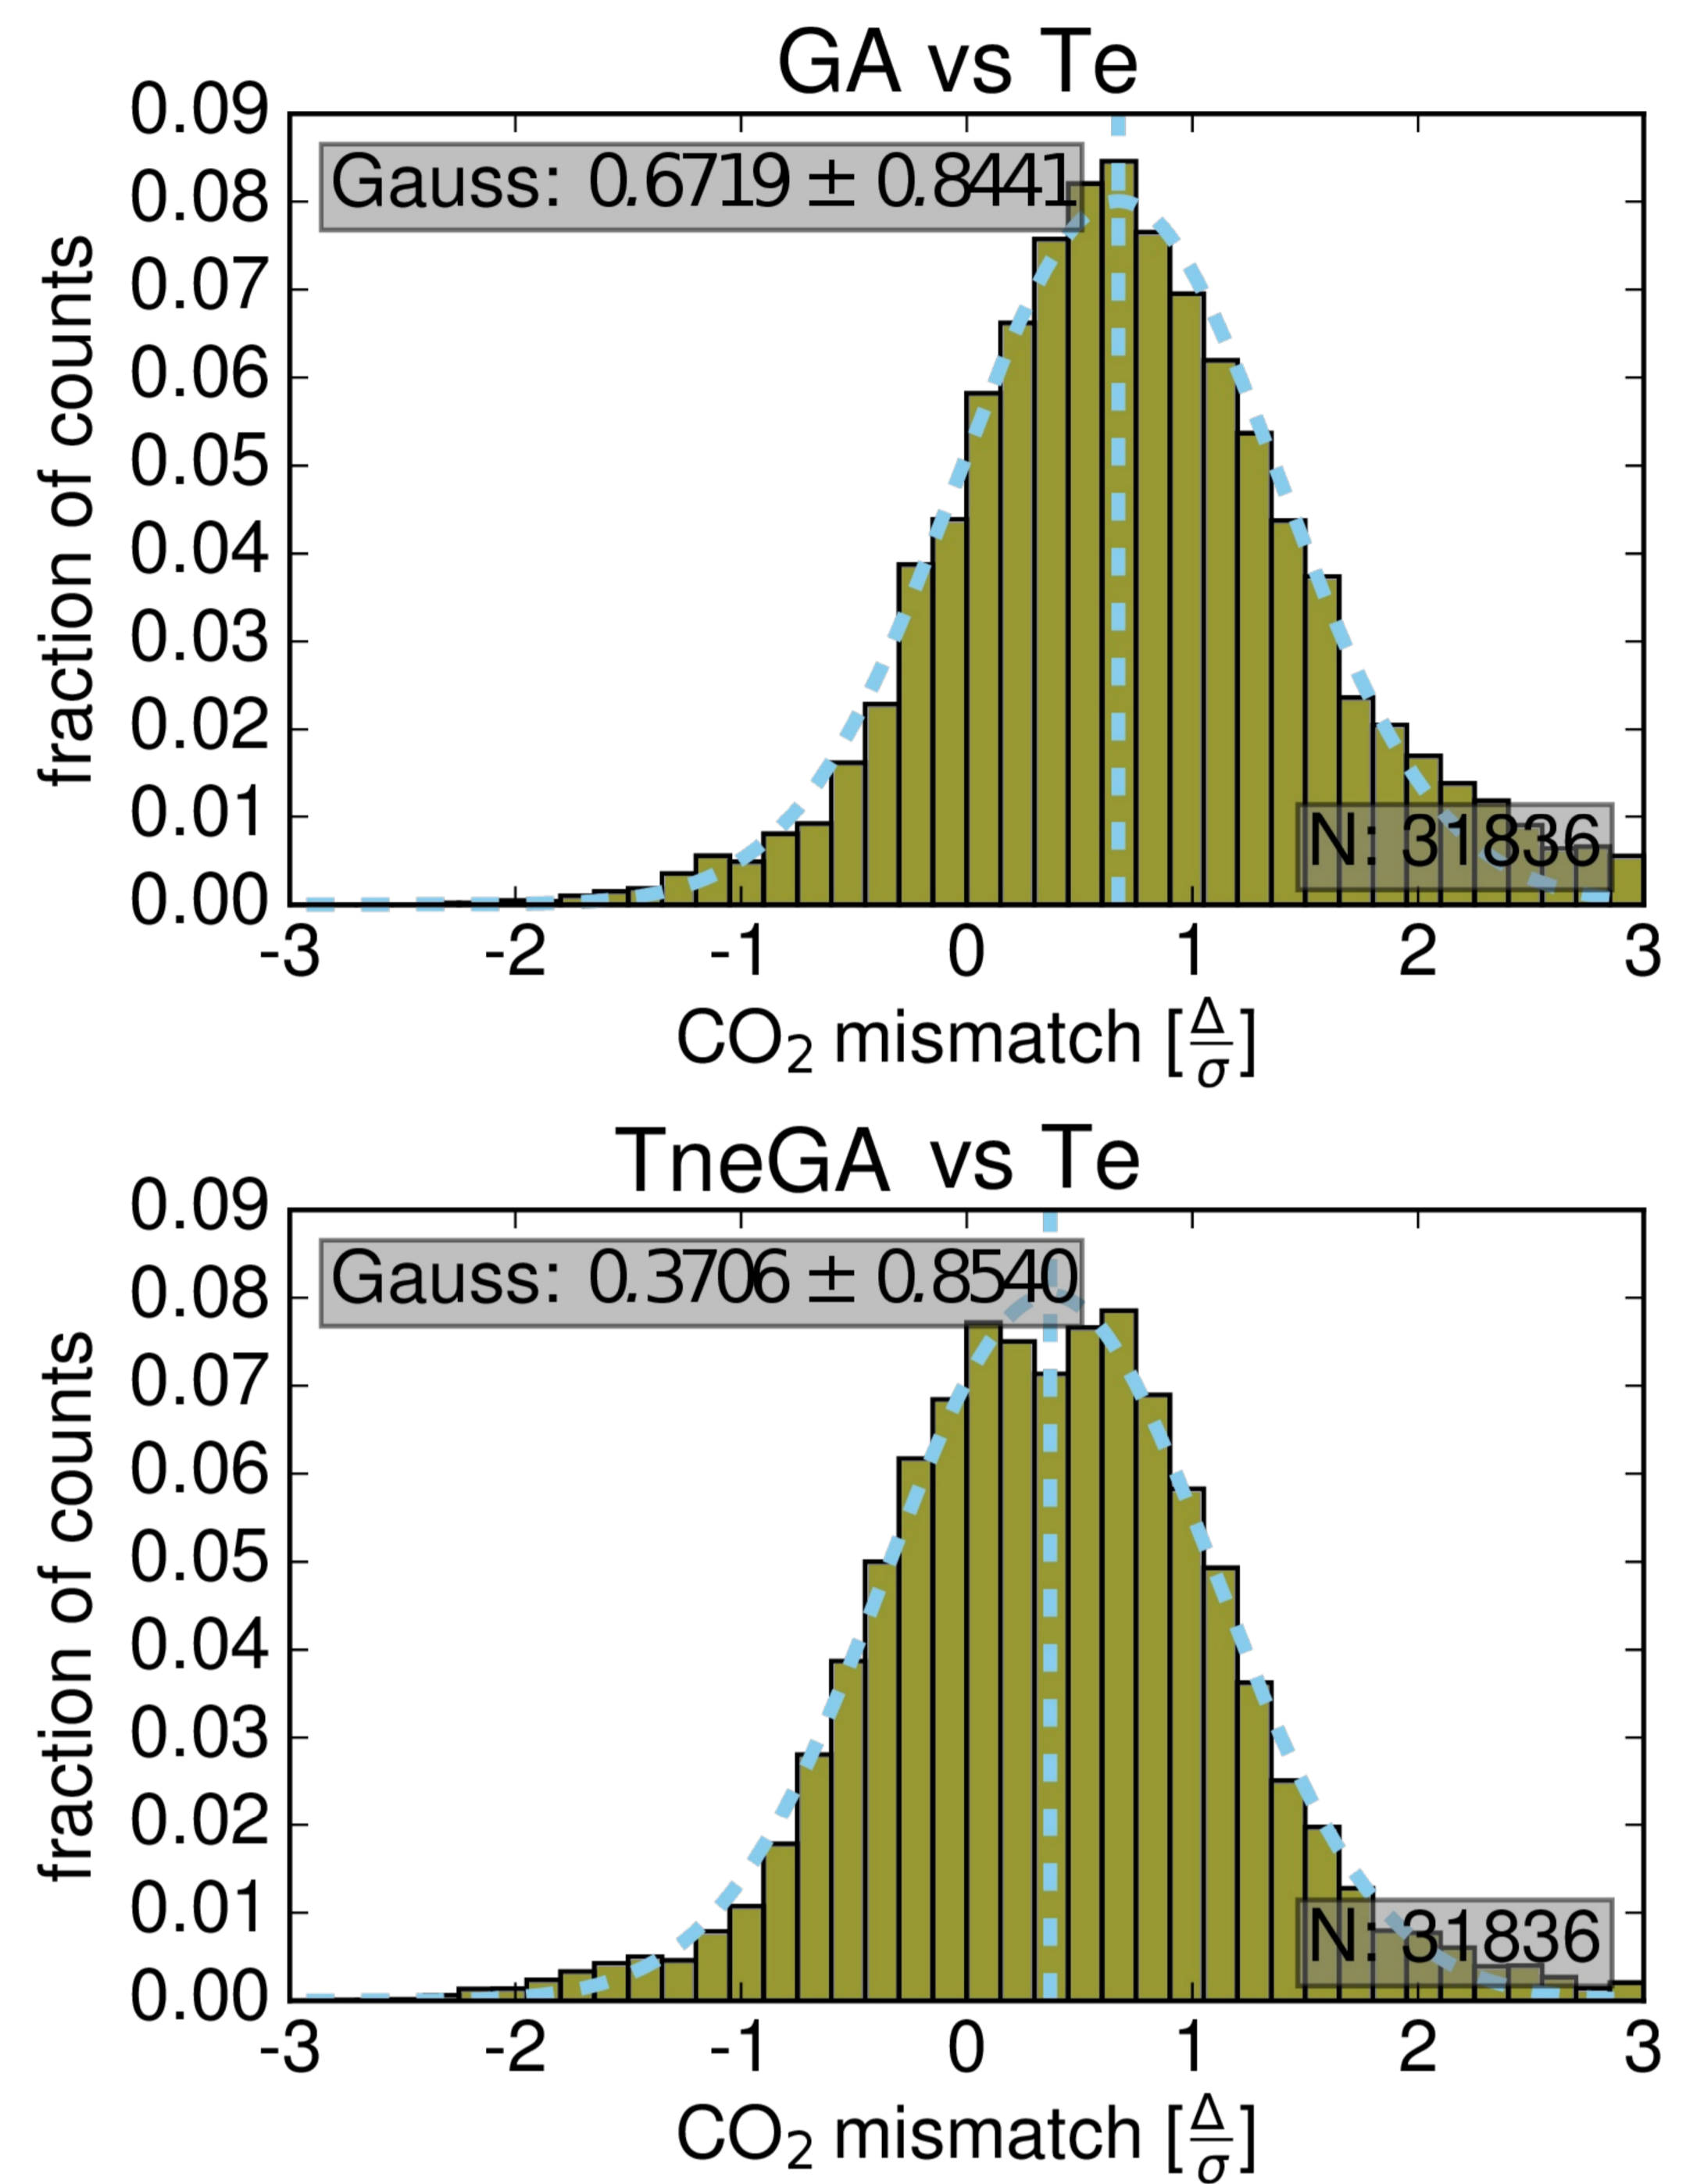 GA vs Te
0.09
0.08
0.07
0.06
0.05
0.04
0.03
0.02
0.01
0.00
fraction of counts
Gauss: 0.6719 ± 0.8441
N: 31836
-3 -2 -1 0 1 2 3
CO₂ mismatch [Δ/σ]
TneGA vs Te
0.09
0.08
0.07
0.06
0.05
0.04
0.03
0.02
0.01
0.00
fraction of counts
Gauss: 0.3706 ± 0.8540
N: 31836
-3 -2 -1 0 1 2 3
CO₂ mismatch [Δ/σ]